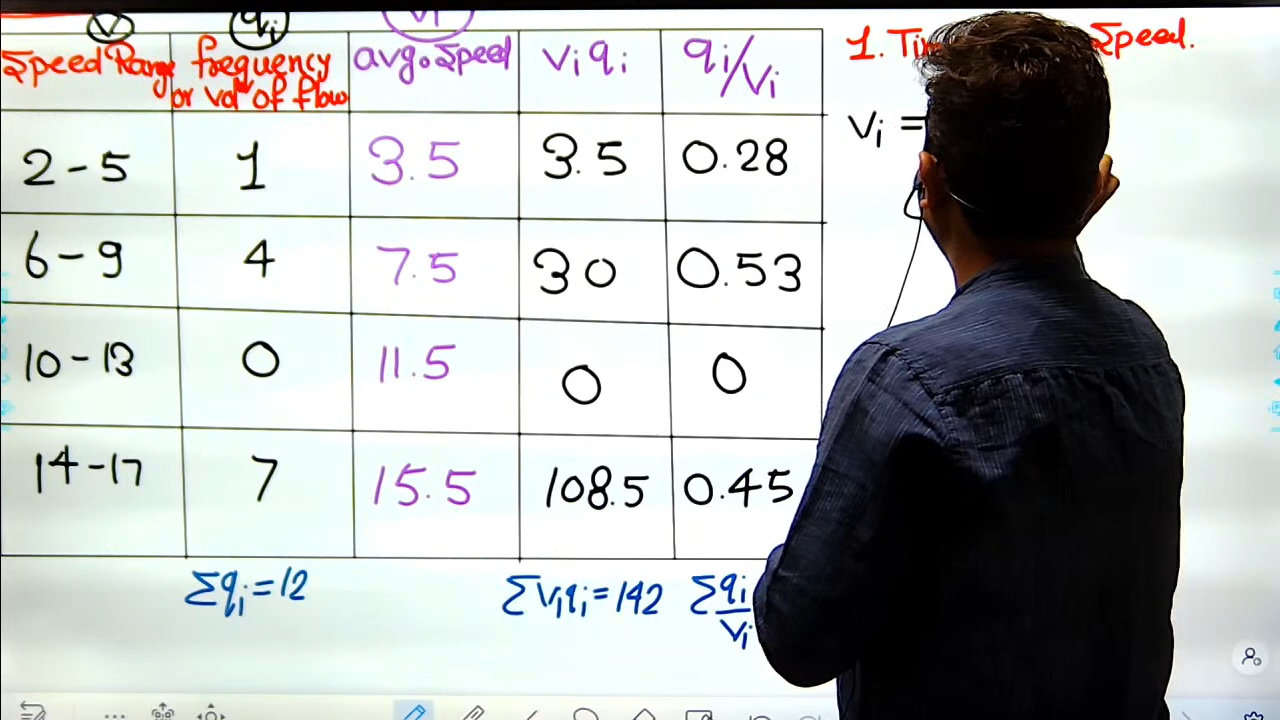 V qi vi
Speed Range frequency or vol of flow avg. Speed viqi qi/vi
2-5 1 3.5 3.5 0.28
6-9 4 7.5 30 0.53
10-13 0 11.5 0 0
14-17 7 15.5 108.5 0.45
Σqi=12 Σviqi=142 Σqi/vi
1. Speed.
Vi =